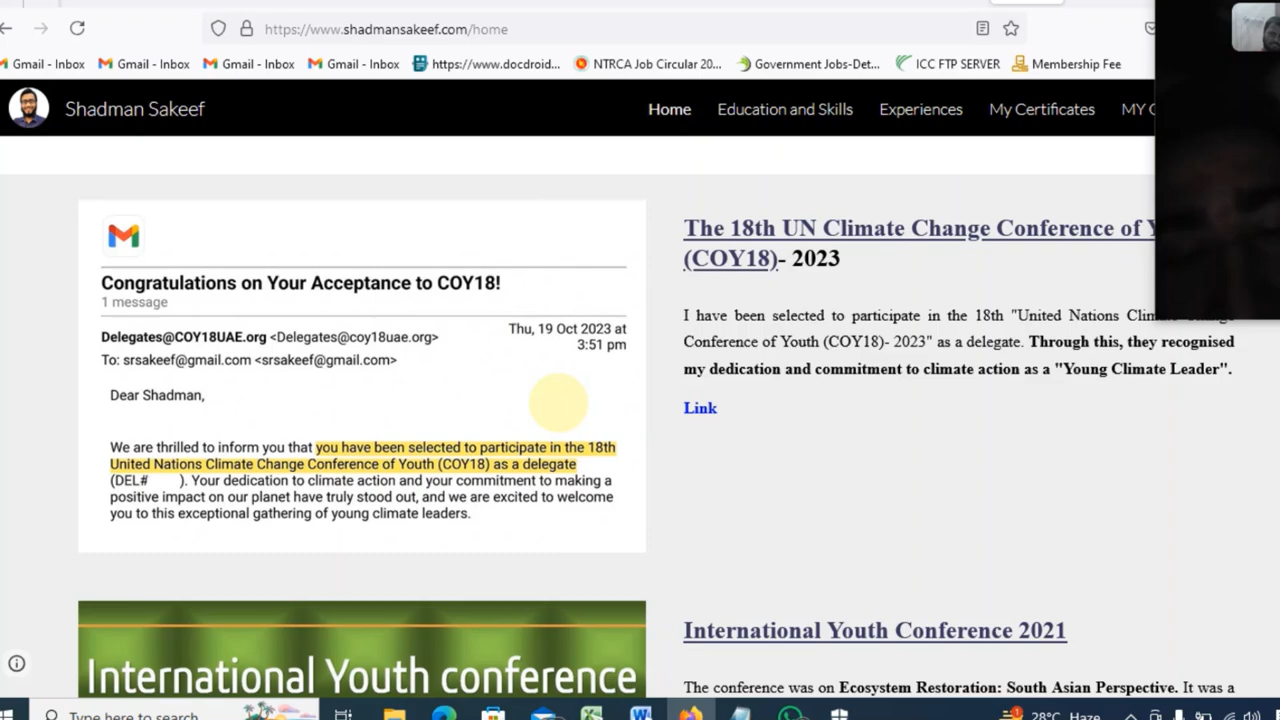 https://www.shadmansakeef.com/home
Gmail - Inbox Gmail - Inbox Gmail - Inbox Gmail - Inbox https://www.docdroid... NTRCA Job Circular 20... Government Jobs-Det... ICC FTP SERVER Membership Fee
Shadman Sakeef Home Education and Skills Experiences My Certificates MY
Congratulations on Your Acceptance to COY18!
1 message
Delegates@COY18UAE.org <Delegates@coy18uae.org>
Thu, 19 Oct 2023 at
3:51 pm
To: srsakeef@gmail.com <srsakeef@gmail.com>
Dear Shadman,
We are thrilled to inform you that you have been selected to participate in the 18th
United Nations Climate Change Conference of Youth (COY18) as a delegate
(DEL# ). Your dedication to climate action and your commitment to making a
positive impact on our planet have truly stood out, and we are excited to welcome
you to this exceptional gathering of young climate leaders.
The 18th UN Climate Change Conference of
(COY18)- 2023
I have been selected to participate in the 18th "United Nations
Conference of Youth (COY18)- 2023" as a delegate. Through this, they recognised
my dedication and commitment to climate action as a "Young Climate Leader".
Link
International Youth conference
International Youth Conference 2021
The conference was on Ecosystem Restoration: South Asian Perspective. It was a
Type here to search
28°C Haze